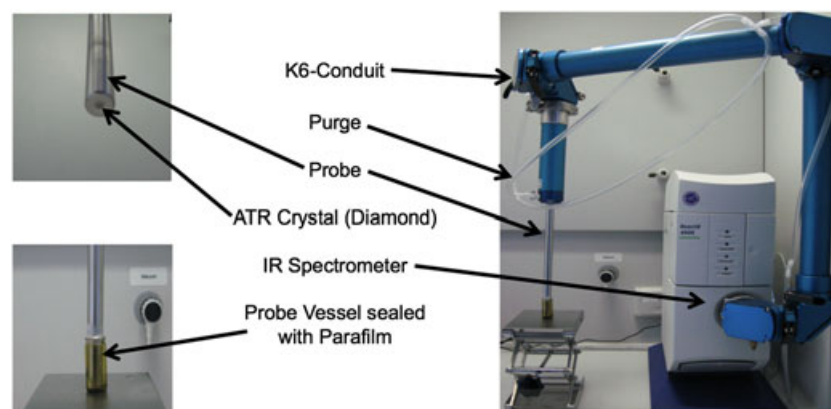 K6-Conduit
Purge
Probe
ATR Crystal (Diamond)
IR Spectrometer
Probe Vessel sealed
with Parafilm